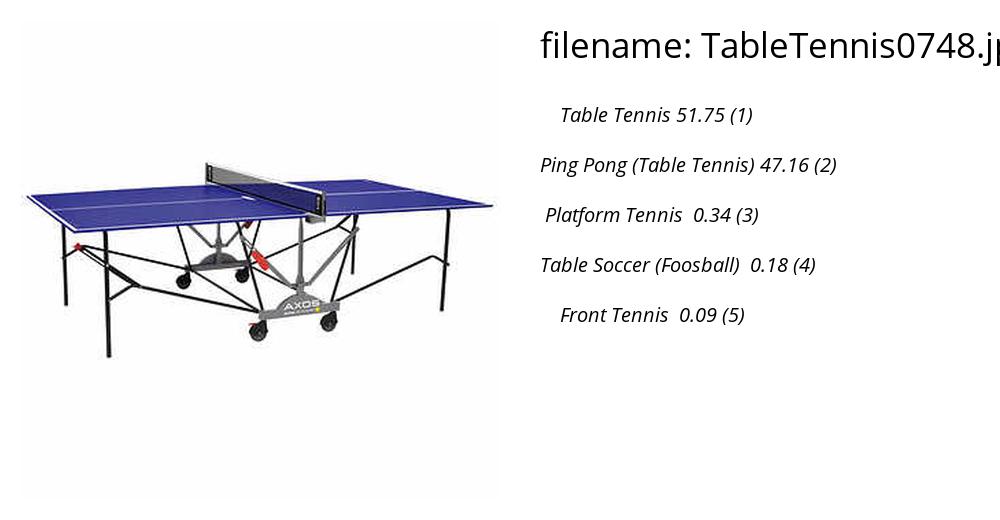 filename: TableTennis0748.jp
Table Tennis 51.75 (1)
Ping Pong (Table Tennis) 47.16 (2)
Platform Tennis 0.34 (3)
Table Soccer (Foosball) 0.18 (4)
Front Tennis 0.09 (5)
AXOS